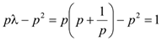 pλ − p² = p(p + 1/p) − p² = 1